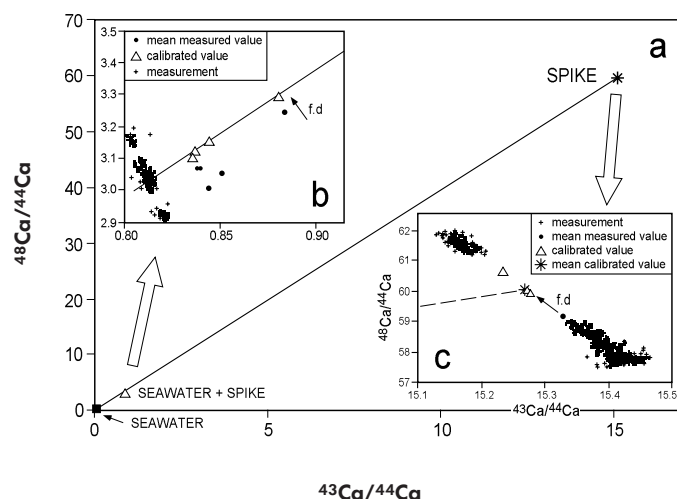 70
60
50
40
30
20
10
0
0
5
10
15
48Ca/44Ca
43Ca/44Ca
a
SPIKE
SEAWATER + SPIKE
SEAWATER
mean measured value
calibrated value
measurement
3.5
3.4
3.3
3.2
3.1
3.0
2.9
0.80
0.85
0.90
f.d
b
measurement
mean measured value
calibrated value
mean calibrated value
62
61
60
59
58
57
48Ca/44Ca
15.1
15.2
15.3
15.4
15.5
43Ca/44Ca
f.d
c